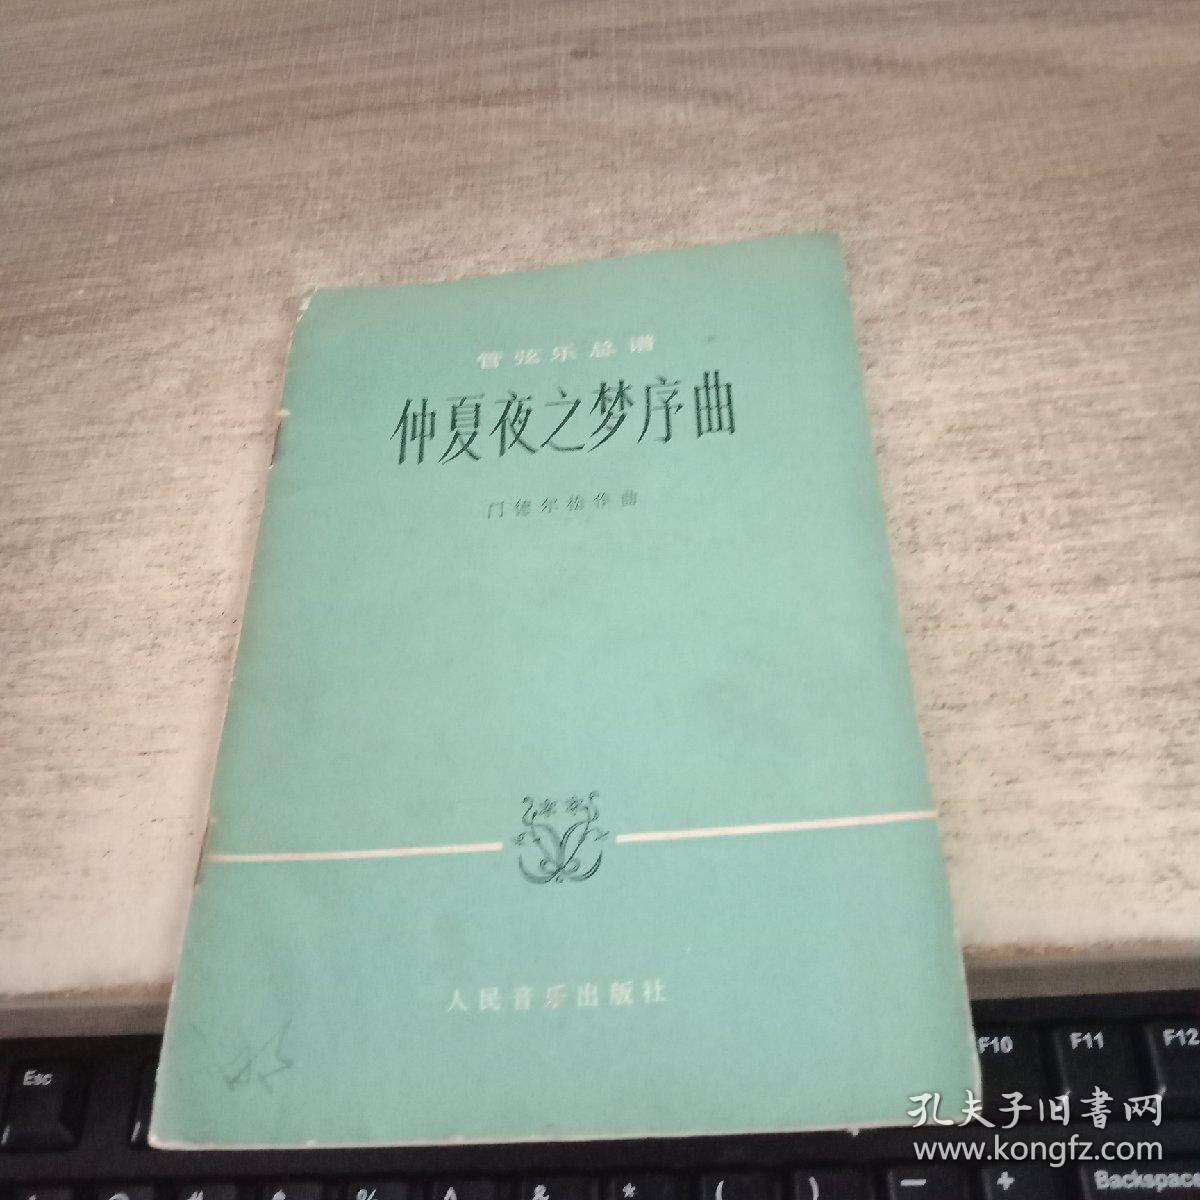 管弦乐总谱
仲夏夜之梦序曲
门德尔松作曲
人民音乐出版社
Esc
F10
F11
F12
% ^ & * ( ) — +
Backspace
孔夫子旧书网
www.kongfz.com